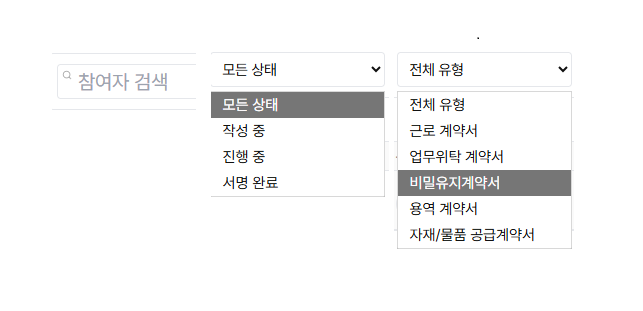 참여자 검색
모든 상태
모든 상태
작성 중
진행 중
서명 완료
전체 유형
전체 유형
근로 계약서
업무위탁 계약서
비밀유지계약서
용역 계약서
자재/물품 공급계약서